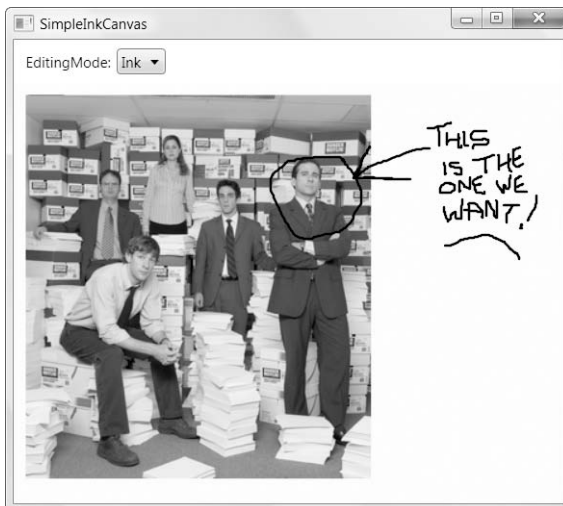 SimpleInkCanvas
EditingMode: Ink
THIS
IS THE
ONE WE
WANT!